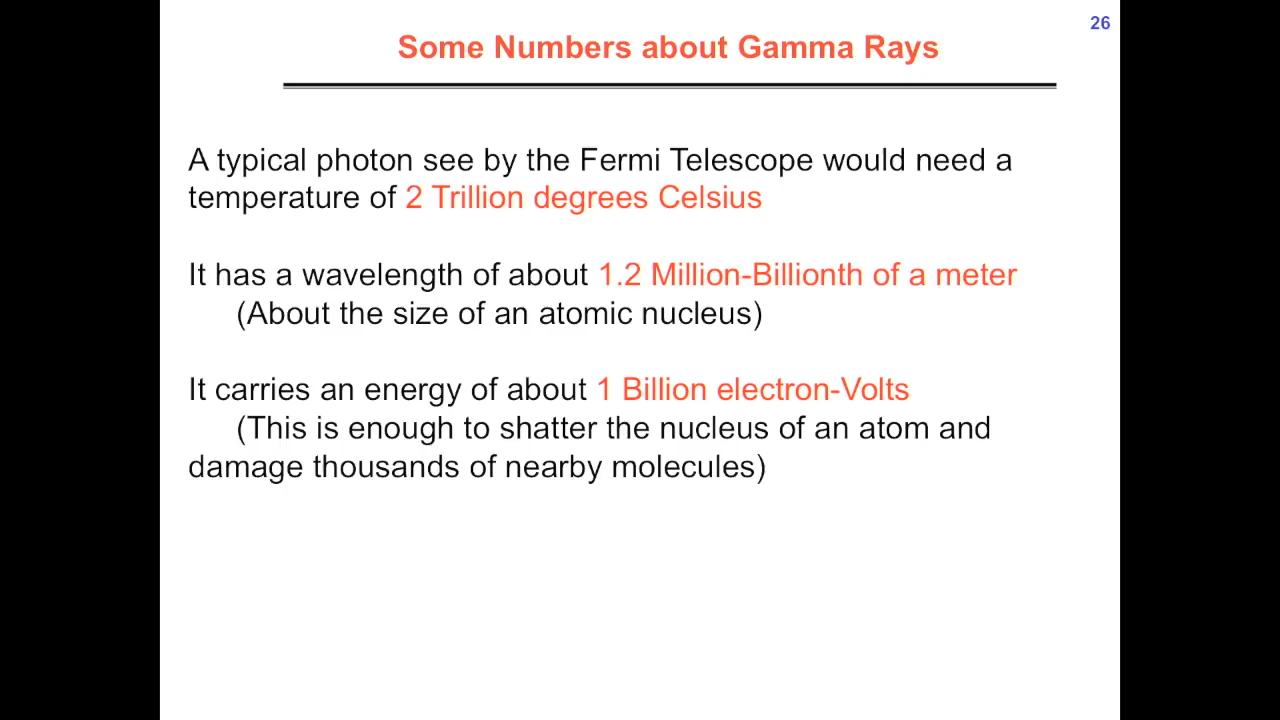 26
Some Numbers about Gamma Rays
A typical photon see by the Fermi Telescope would need a
temperature of 2 Trillion degrees Celsius
It has a wavelength of about 1.2 Million-Billionth of a meter
(About the size of an atomic nucleus)
It carries an energy of about 1 Billion electron-Volts
(This is enough to shatter the nucleus of an atom and
damage thousands of nearby molecules)